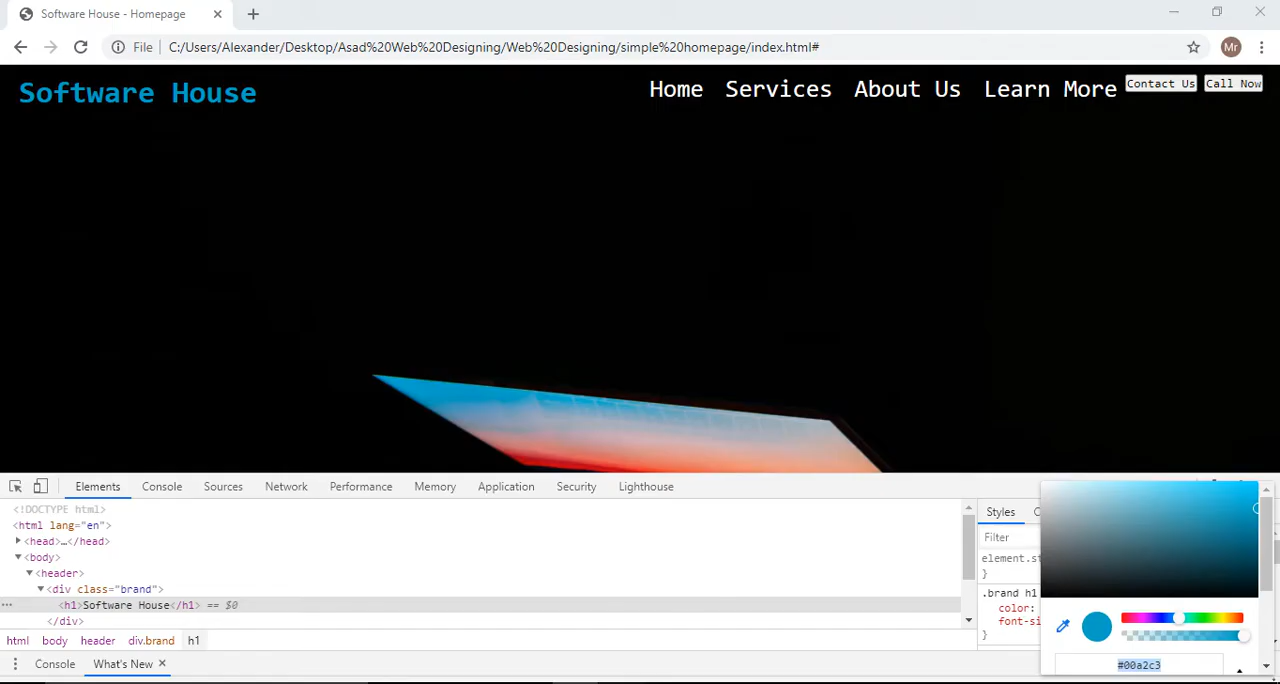 Software House - Homepage
File
C:/Users/Alexander/Desktop/Asad%20Web%20Designing/Web%20Designing/simple%20homepage/index.html#
Mr
Software House
Home Services About Us Learn More Contact Us Call Now
Elements Console Sources Network Performance Memory Application Security Lighthouse
<!DOCTYPE html>
<html lang="en">
<head>…</head>
<body>
<header>
<div class="brand">
<h1>Software House</h1> == $0
</div>
html body header div.brand h1
Console What's New
Styles
Filter
element.st
}
.brand h1
color:
font-si
}
#00a2c3